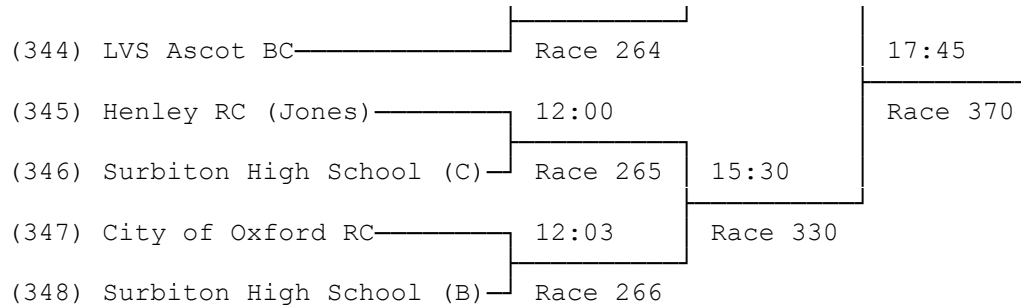 (344) LVS Ascot BC Race 264 17:45
(345) Henley RC (Jones) 12:00 Race 370
(346) Surbiton High School (C) Race 265 15:30
(347) City of Oxford RC 12:03 Race 330
(348) Surbiton High School (B) Race 266